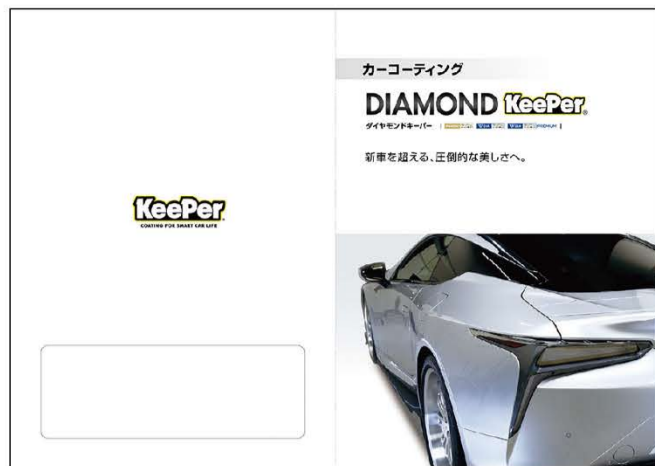 KeePer
COATING FOR SMART CAR LIFE
カーコーティング
DIAMOND KeePer®
ダイヤモンドキーパー
PREMIUM
新車を超える、圧倒的な美しさへ。